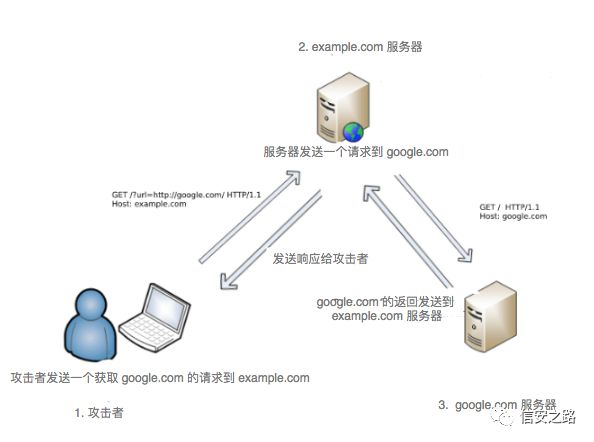 2. example.com 服务器
服务器发送一个请求到 google.com
GET /?url=http://google.com/ HTTP/1.1
Host: example.com
GET / HTTP/1.1
Host: google.com
发送响应给攻击者
google.com 的返回发送到
example.com 服务器
攻击者发送一个获取 google.com 的请求到 example.com
1. 攻击者
3. google.com 服务器
信安之路